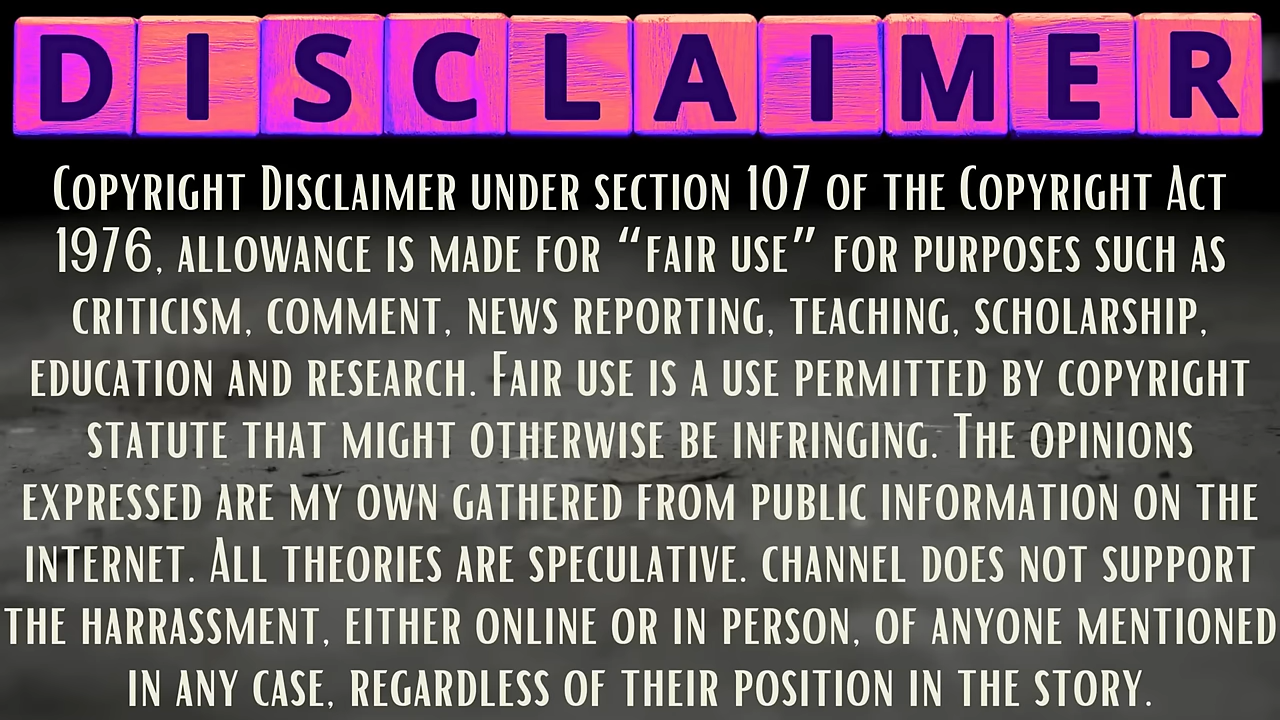 DISCLAIMER
Copyright Disclaimer under section 107 of the Copyright Act
1976, allowance is made for “fair use” for purposes such as
criticism, comment, news reporting, teaching, scholarship,
education and research. Fair use is a use permitted by copyright
statute that might otherwise be infringing. The opinions
expressed are my own gathered from public information on the
internet. All theories are speculative. channel does not support
the harrassment, either online or in person, of anyone mentioned
in any case, regardless of their position in the story.